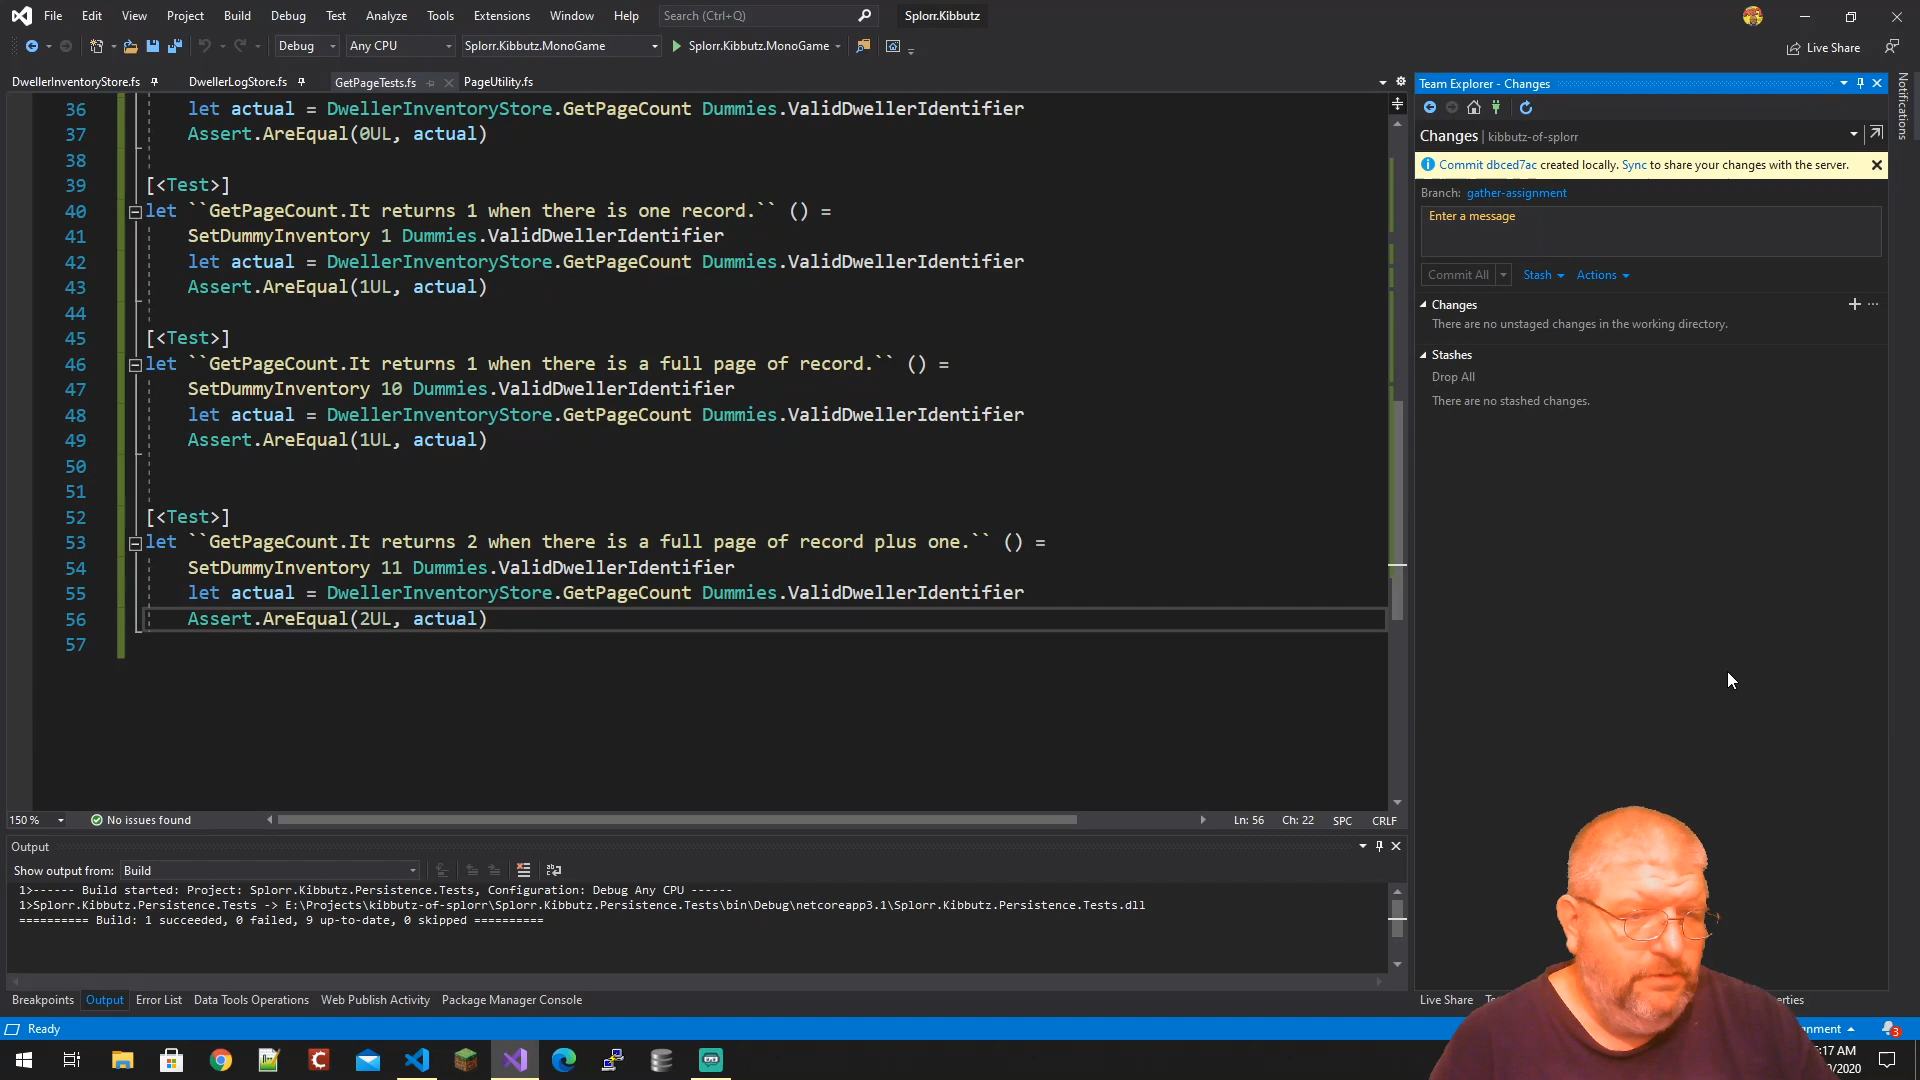 File Edit View Project Build Debug Test Analyze Tools Extensions Window Help Search (Ctrl+Q) Splorr.Kibbutz
Debug Any CPU Splorr.Kibbutz.MonoGame Splorr.Kibbutz.MonoGame Live Share
DwellerInventoryStore.fs DwellerLogStore.fs GetPageTests.fs PageUtility.fs
36 let actual = DwellerInventoryStore.GetPageCount Dummies.ValidDwellerIdentifier
37 Assert.AreEqual(0UL, actual)
38
39 [<Test>]
40 let ``GetPageCount.It returns 1 when there is one record.`` () =
41 SetDummyInventory 1 Dummies.ValidDwellerIdentifier
42 let actual = DwellerInventoryStore.GetPageCount Dummies.ValidDwellerIdentifier
43 Assert.AreEqual(1UL, actual)
44
45 [<Test>]
46 let ``GetPageCount.It returns 1 when there is a full page of record.`` () =
47 SetDummyInventory 10 Dummies.ValidDwellerIdentifier
48 let actual = DwellerInventoryStore.GetPageCount Dummies.ValidDwellerIdentifier
49 Assert.AreEqual(1UL, actual)
50
51
52 [<Test>]
53 let ``GetPageCount.It returns 2 when there is a full page of record plus one.`` () =
54 SetDummyInventory 11 Dummies.ValidDwellerIdentifier
55 let actual = DwellerInventoryStore.GetPageCount Dummies.ValidDwellerIdentifier
56 Assert.AreEqual(2UL, actual)
57
150 % No issues found Ln: 56 Ch: 22 SPC CRLF
Output
Show output from: Build
1>------ Build started: Project: Splorr.Kibbutz.Persistence.Tests, Configuration: Debug Any CPU ------
1>Splorr.Kibbutz.Persistence.Tests -> E:\Projects\kibbutz-of-splorr\Splorr.Kibbutz.Persistence.Tests\bin\Debug\netcoreapp3.1\Splorr.Kibbutz.Persistence.Tests.dll
========== Build: 1 succeeded, 0 failed, 9 up-to-date, 0 skipped ==========
Breakpoints Output Error List Data Tools Operations Web Publish Activity Package Manager Console
Ready
Team Explorer - Changes
Changes | kibbutz-of-splorr
Commit dbced7ac created locally. Sync to share your changes with the server.
Branch: gather-assignment
Enter a message
Commit All Stash Actions
Changes
There are no unstaged changes in the working directory.
Stashes
Drop All
There are no stashed changes.
Notifications
Live Share
3
:17 AM
/2020